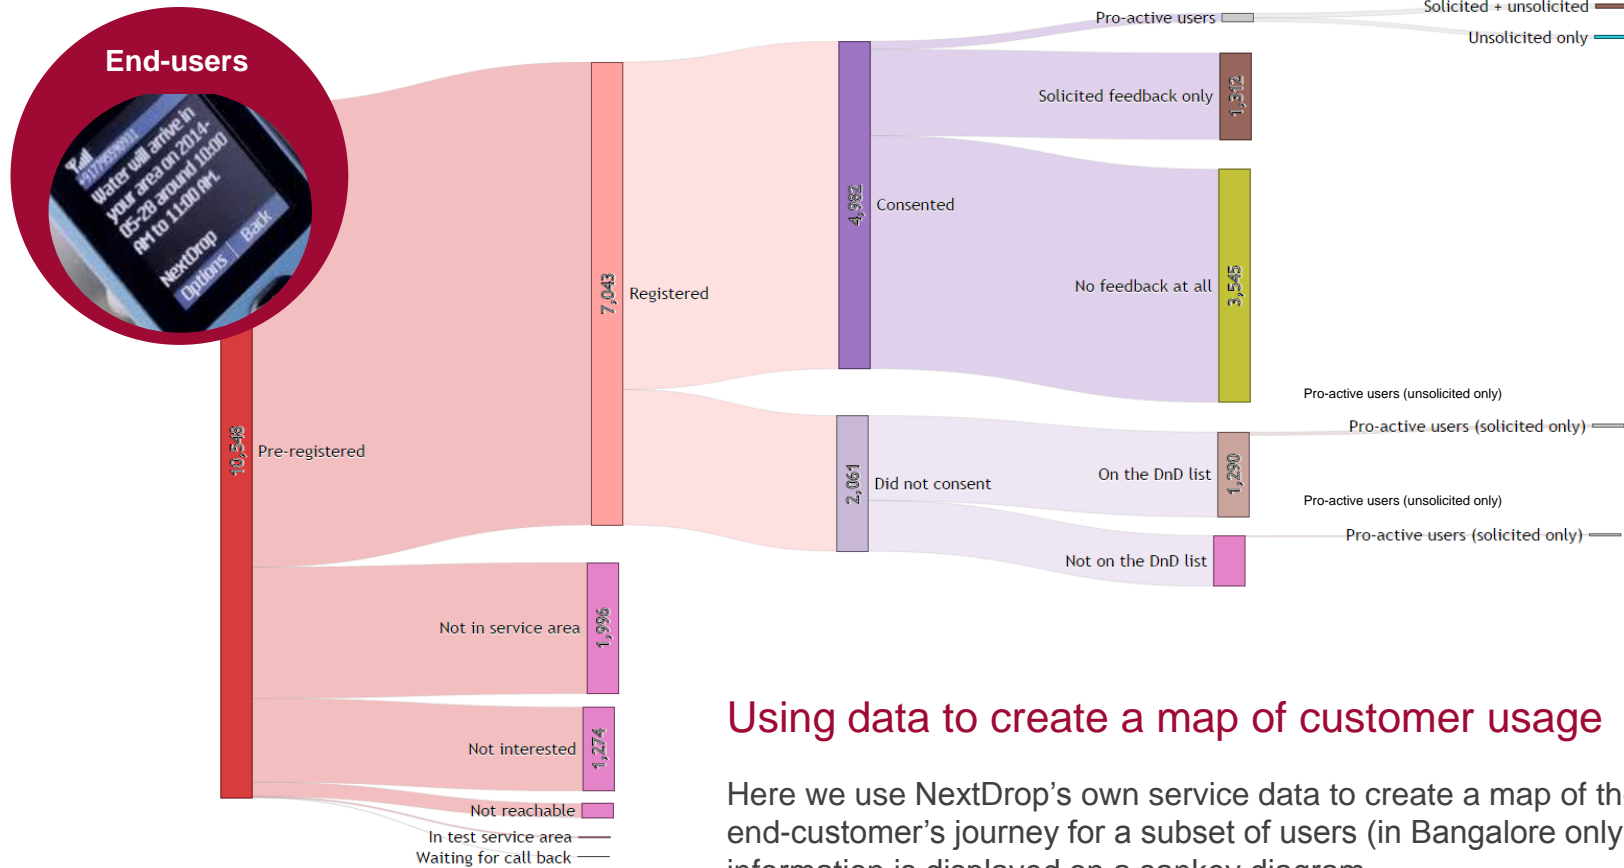 End-users
+917795590931
Water will arrive in
your area on 2014-
05-28 around 10:00
AM to 11:00 AM.
NextDrop
Options
Back
10,548
Pre-registered
7,043
Registered
1,996
Not in service area
1,274
Not interested
Not reachable
In test service area
Waiting for call back
4,982
Consented
2,061
Did not consent
Pro-active users
Solicited + unsolicited
Unsolicited only
Solicited feedback only
1,312
No feedback at all
3,545
Pro-active users (unsolicited only)
Pro-active users (solicited only)
On the DnD list
1,290
Pro-active users (unsolicited only)
Pro-active users (solicited only)
Not on the DnD list
Using data to create a map of customer usage
Here we use NextDrop's own service data to create a map of th
end-customer's journey for a subset of users (in Bangalore only
information is displayed on a sankey diagram